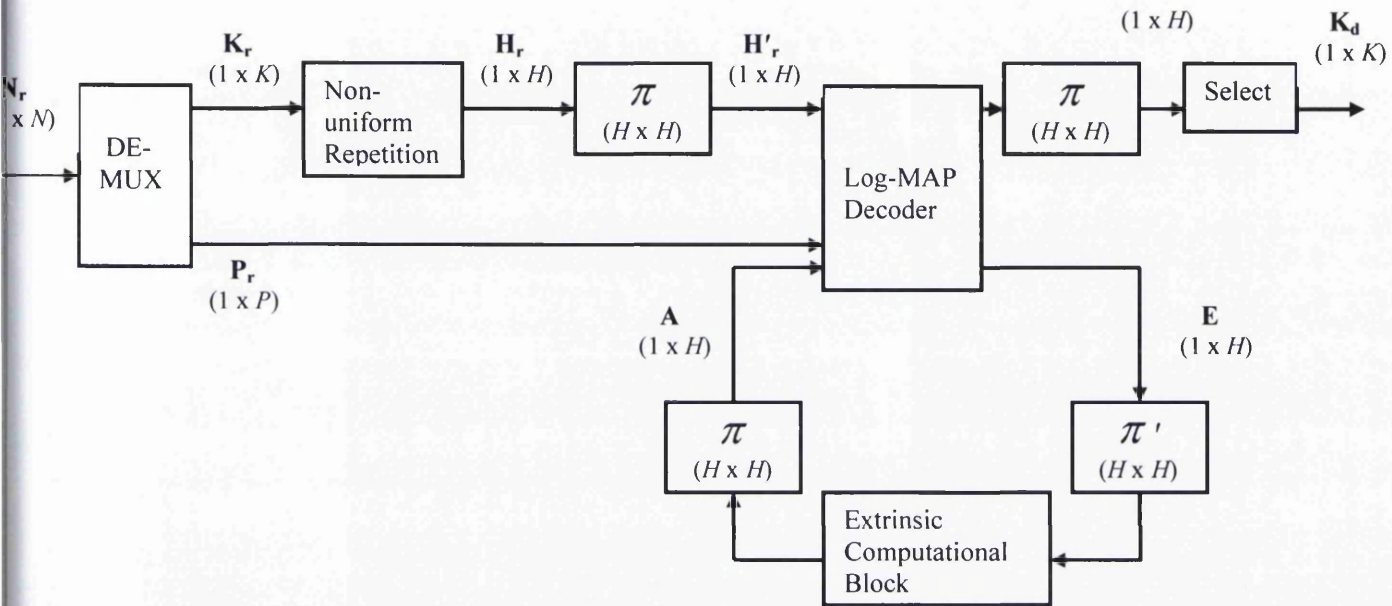 (1 x H)
K_d
(1 x K)
K_r
(1 x K)
H_r
(1 x H)
H'_r
(1 x H)
N_r
x N)
DE-
MUX
Non-
uniform
Repetition
π
(H x H)
Log-MAP
Decoder
π
(H x H)
Select
P_r
(1 x P)
A
(1 x H)
E
(1 x H)
π
(H x H)
π '
(H x H)
Extrinsic
Computational
Block